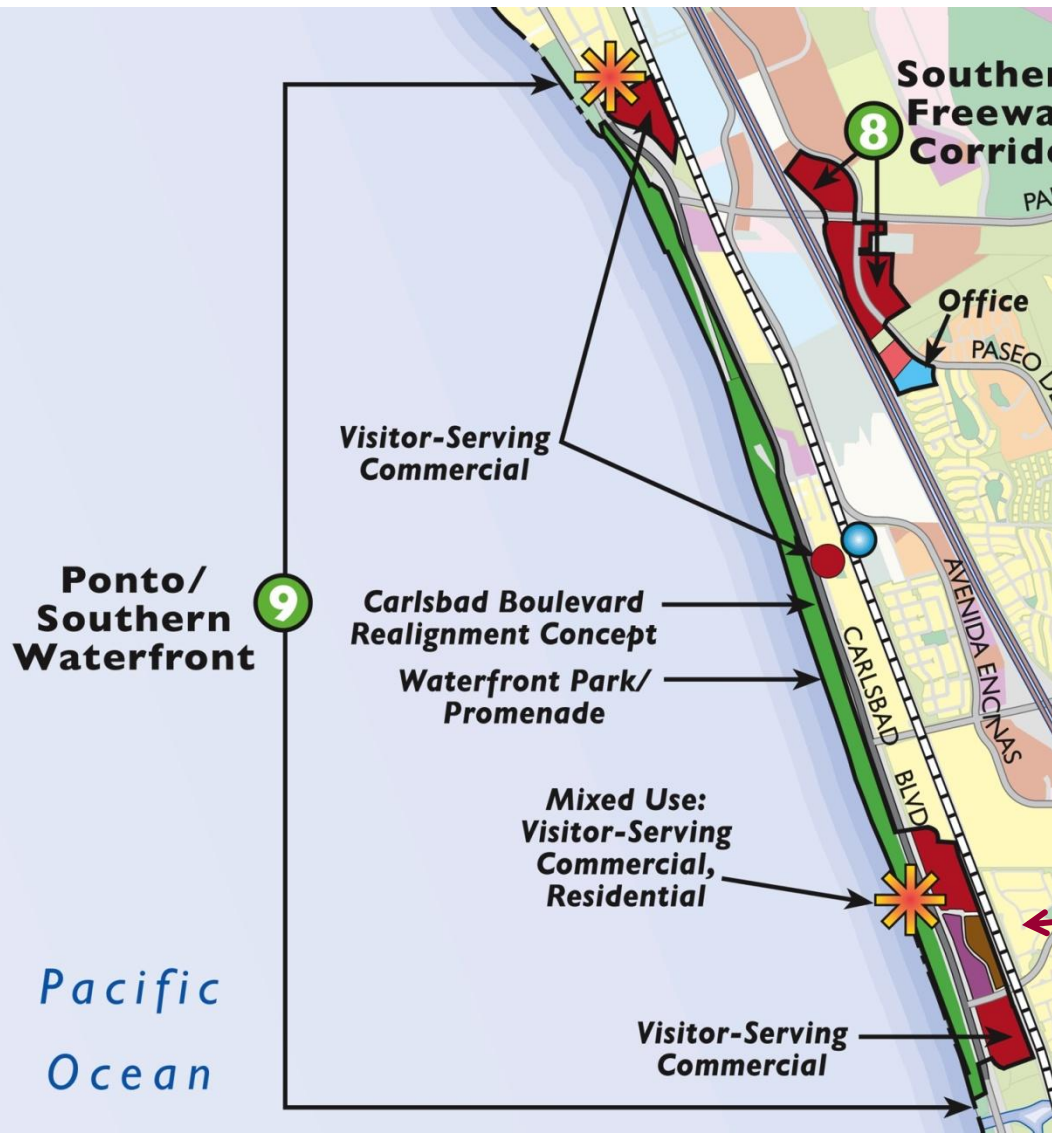 Souther
Freewa
Corrido
8
PA
Office
PASEO D
Visitor-Serving
Commercial
Ponto/
Southern
Waterfront
9
Carlsbad Boulevard
Realignment Concept
Waterfront Park/
Promenade
AVENIDA ENCINAS
CARLSBAD BLVD
Mixed Use:
Visitor-Serving
Commercial,
Residential
Pacific
Ocean
Visitor-Serving
Commercial